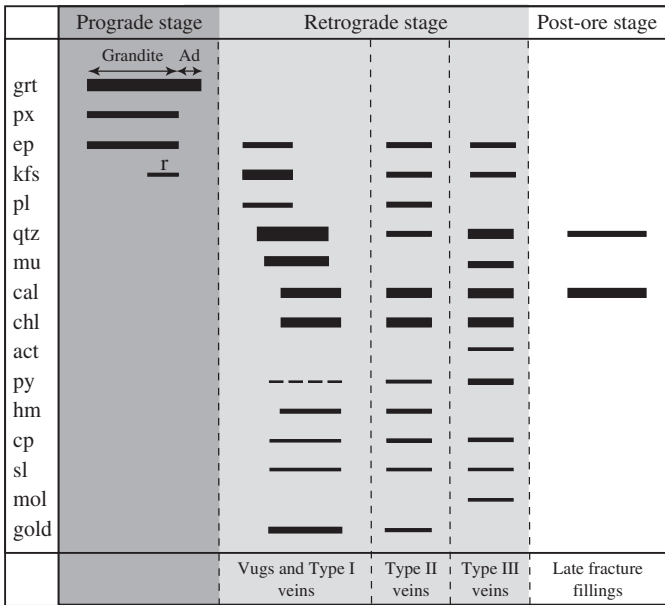 Prograde stage Retrograde stage Post-ore stage
Grandite Ad
grt
px
ep
r
kfs
pl
qtz
mu
cal
chl
act
py
hm
cp
sl
mol
gold
Vugs and Type I Type II Type III Late fracture
veins veins veins fillings